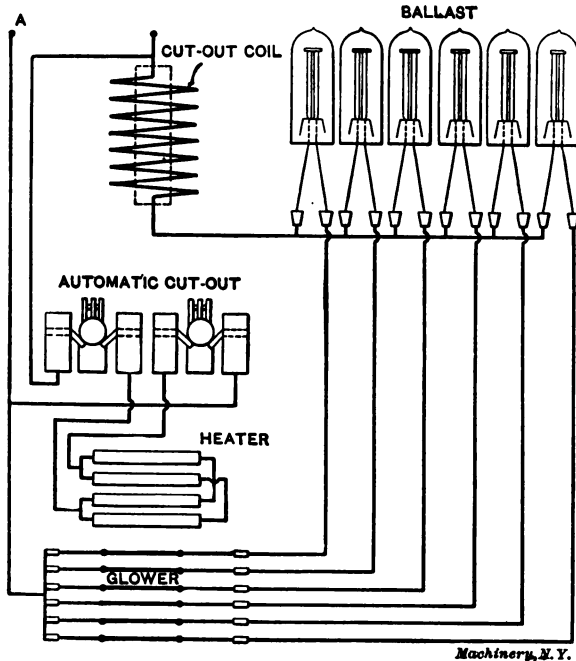 BALLAST
A
CUT-OUT COIL
AUTOMATIC CUT-OUT
HEATER
GLOWER
Machinery, N.Y.